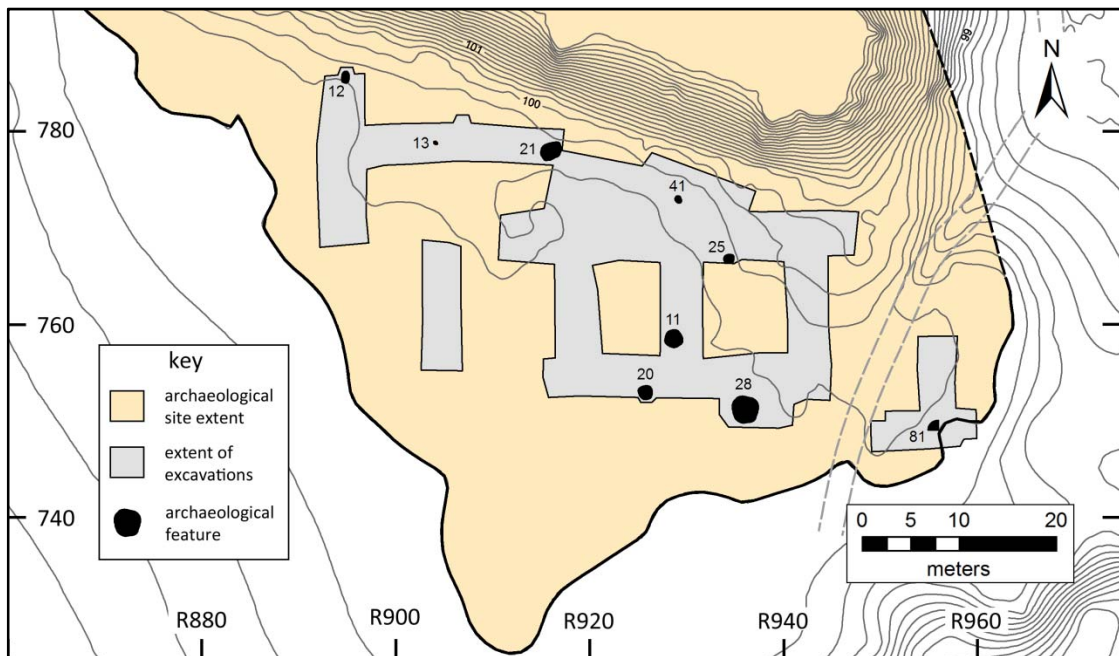 101
99
N
12
100
780
13
21
41
25
760
11
key
20
28
archaeological
site extent
81
extent of
excavations
740
archaeological
feature
0 5 10 20
meters
R880 R900 R920 R940 R960